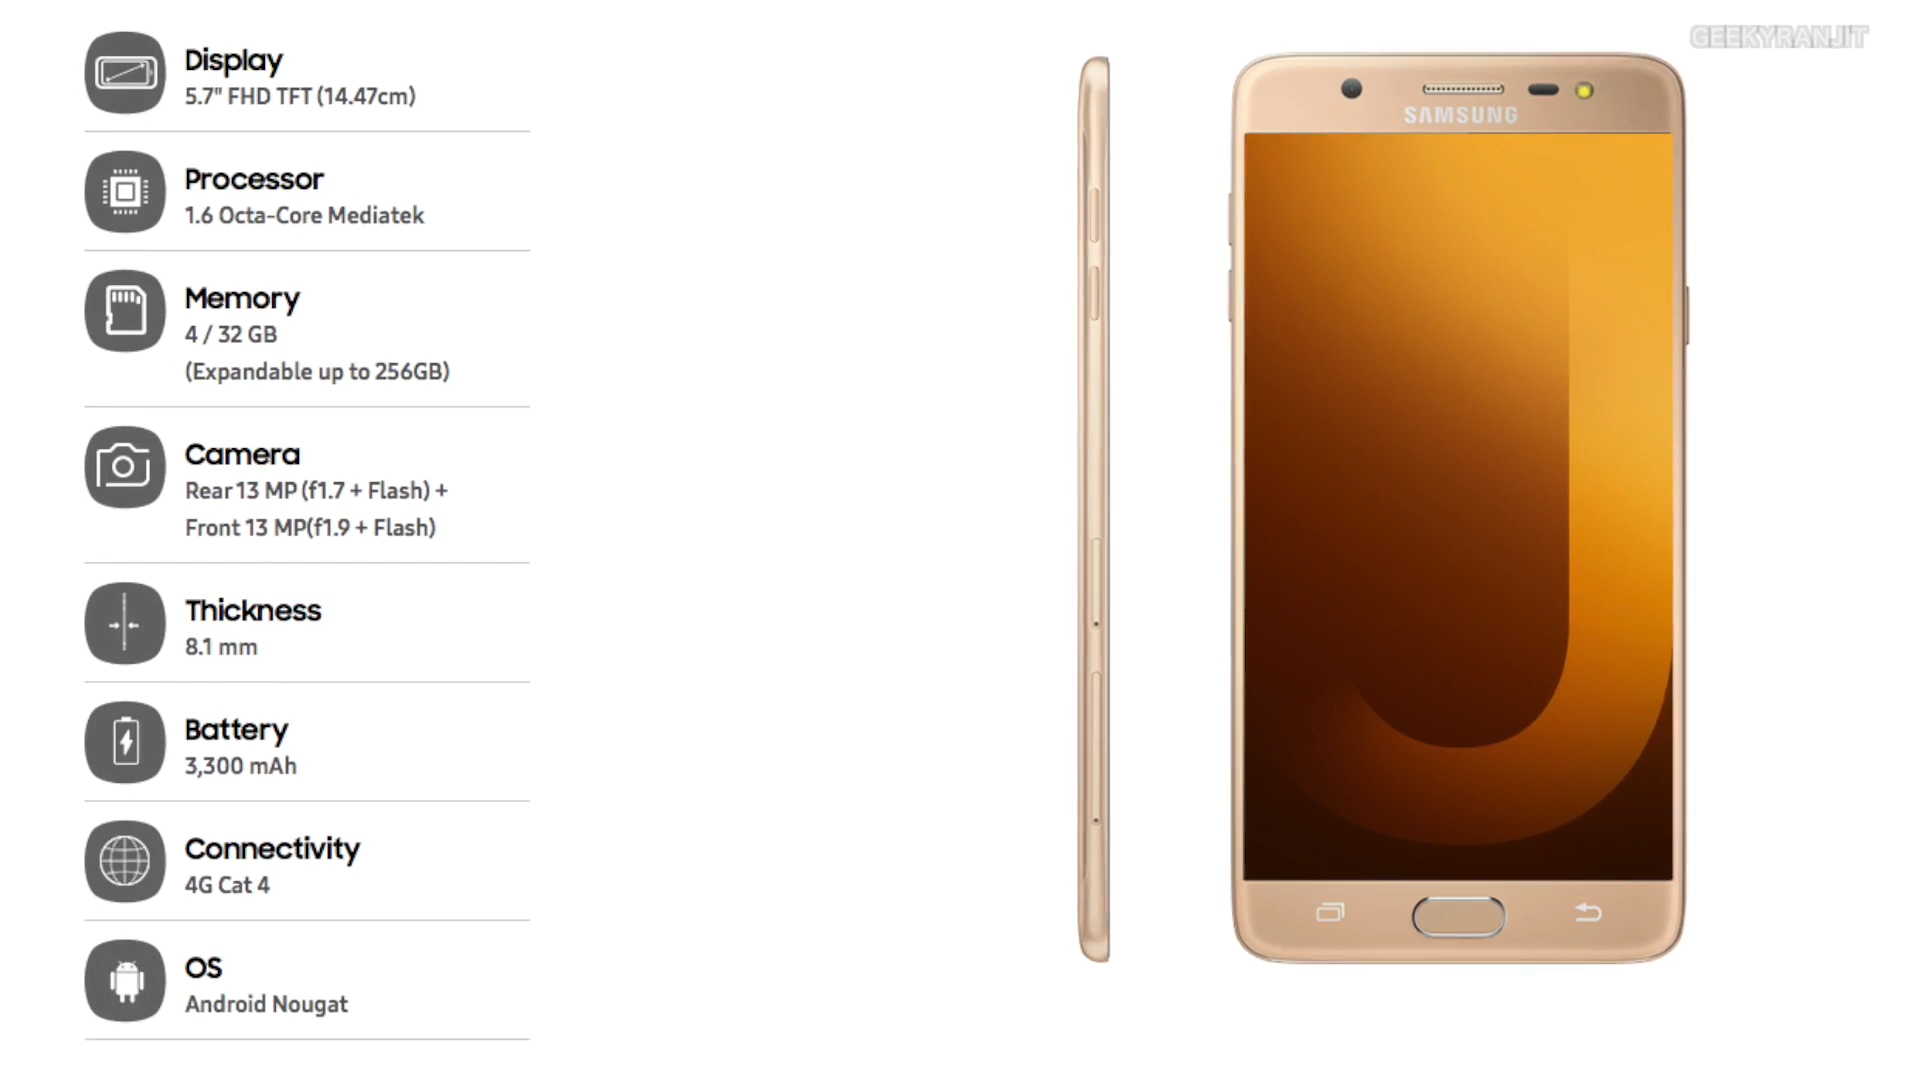 GEEKYRANJIT
Display
5.7" FHD TFT (14.47cm)
Processor
1.6 Octa-Core Mediatek
Memory
4 / 32 GB
(Expandable up to 256GB)
Camera
Rear 13 MP (f1.7 + Flash) +
Front 13 MP(f1.9 + Flash)
Thickness
8.1 mm
Battery
3,300 mAh
Connectivity
4G Cat 4
OS
Android Nougat
SAMSUNG